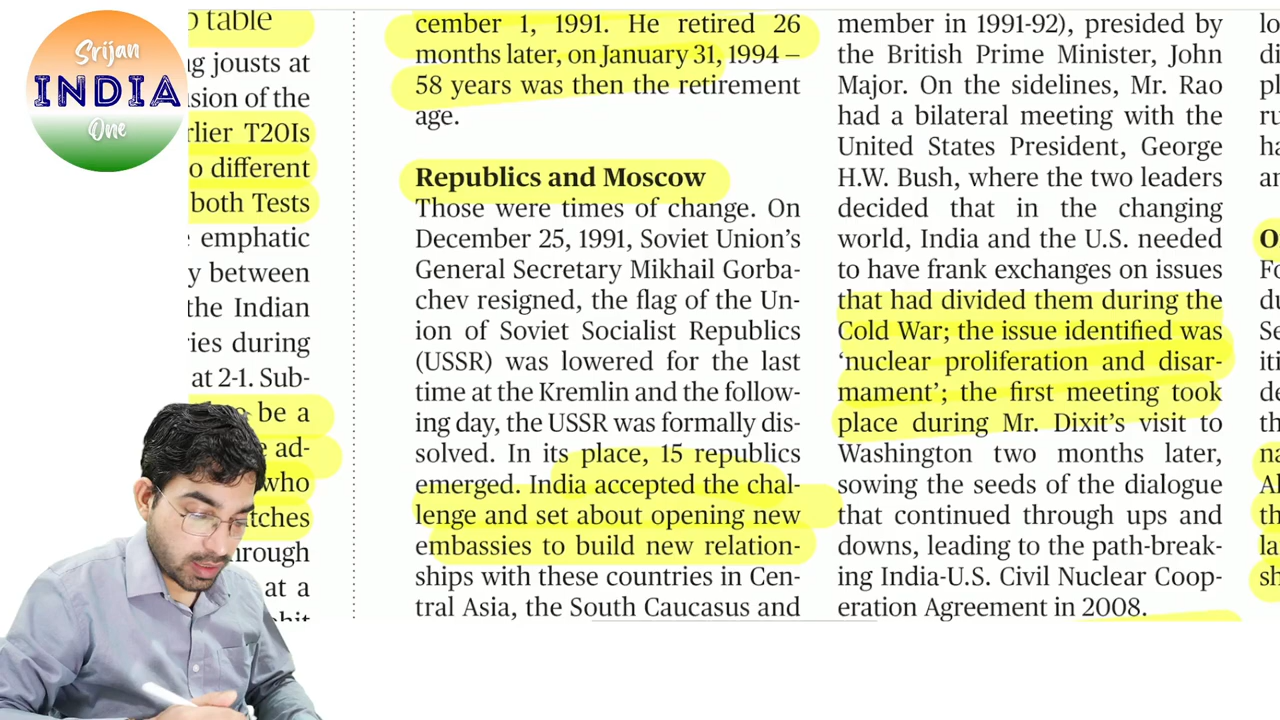 Srijan
INDIA
One
table
jousts at
sion of the
rlier T20Is
o different
both Tests
emphatic
y between
the Indian
ries during
at 2-1. Sub-
be a
ad-
who
tches
hrough
at a
cember 1, 1991. He retired 26
months later, on January 31, 1994 –
58 years was then the retirement
age.
Republics and Moscow
Those were times of change. On
December 25, 1991, Soviet Union's
General Secretary Mikhail Gorba-
chev resigned, the flag of the Un-
ion of Soviet Socialist Republics
(USSR) was lowered for the last
time at the Kremlin and the follow-
ing day, the USSR was formally dis-
solved. In its place, 15 republics
emerged. India accepted the chal-
lenge and set about opening new
embassies to build new relation-
ships with these countries in Cen-
tral Asia, the South Caucasus and
member in 1991-92), presided by
the British Prime Minister, John
Major. On the sidelines, Mr. Rao
had a bilateral meeting with the
United States President, George
H.W. Bush, where the two leaders
decided that in the changing
world, India and the U.S. needed
to have frank exchanges on issues
that had divided them during the
Cold War; the issue identified was
‘nuclear proliferation and disar-
mament’; the first meeting took
place during Mr. Dixit’s visit to
Washington two months later,
sowing the seeds of the dialogue
that continued through ups and
downs, leading to the path-break-
ing India-U.S. Civil Nuclear Coop-
eration Agreement in 2008.